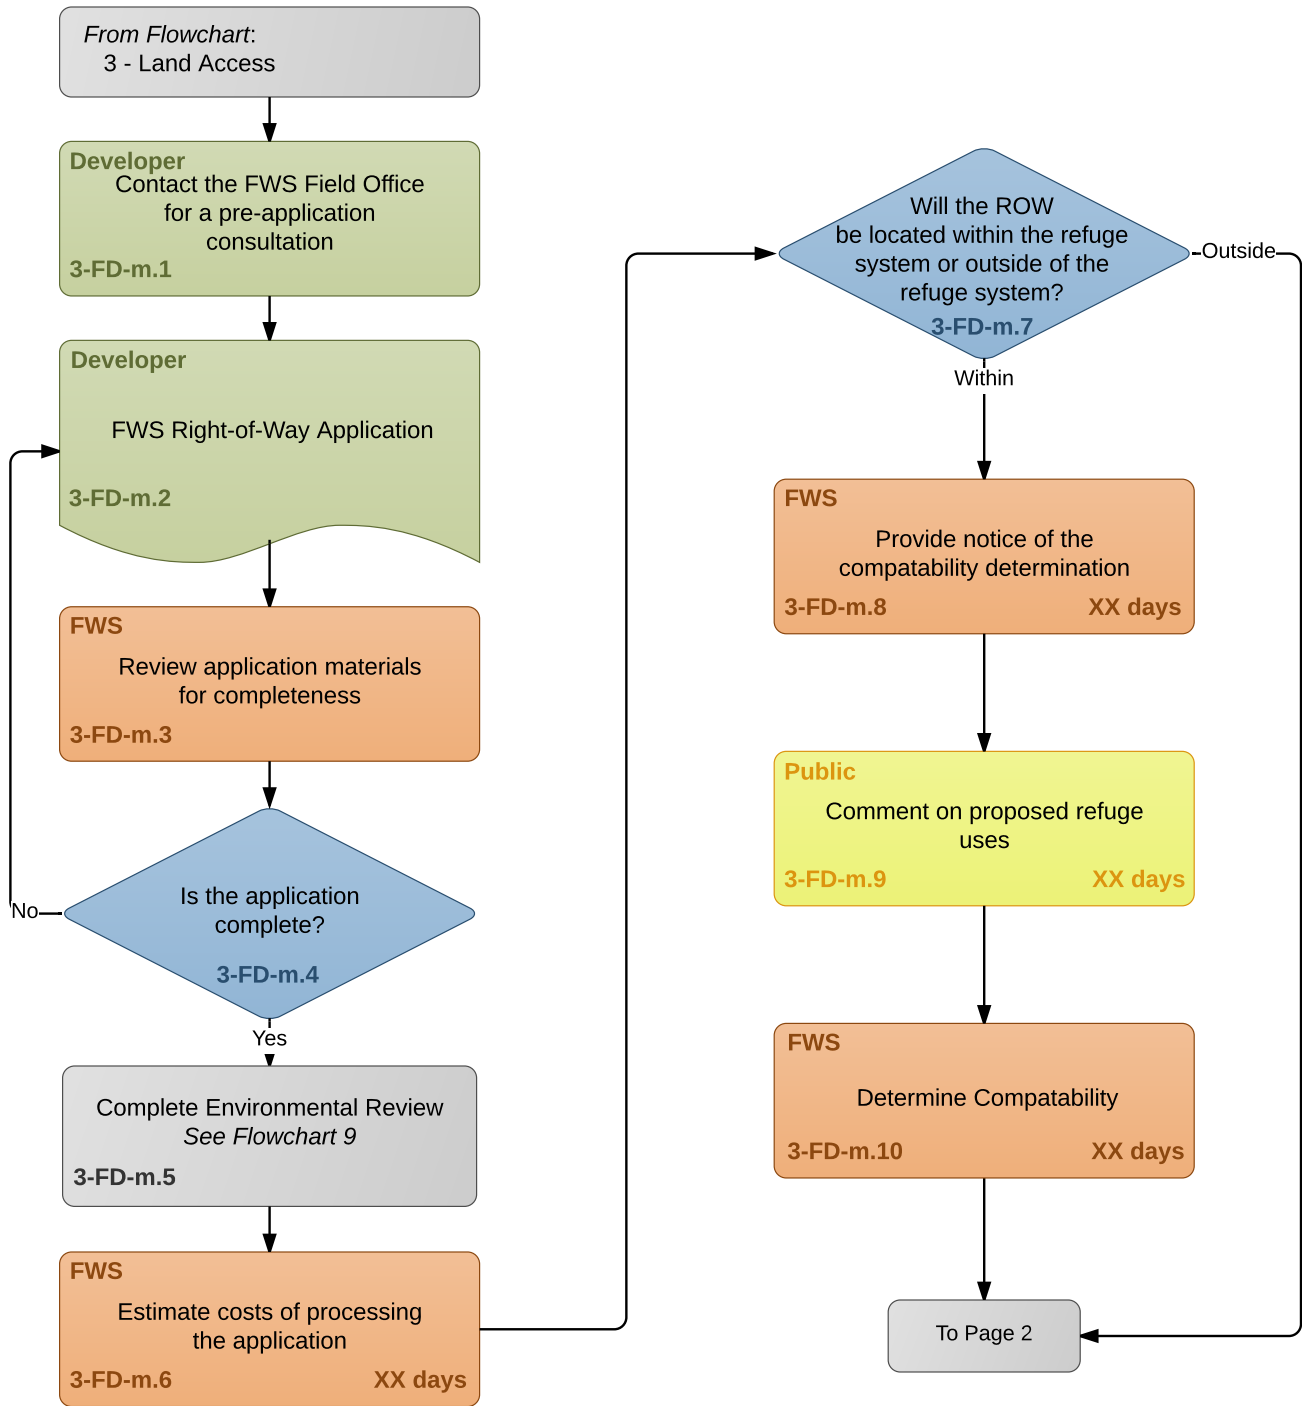 From Flowchart:
3 - Land Access
Developer
Contact the FWS Field Office
for a pre-application
consultation
3-FD-m.1
Developer
FWS Right-of-Way Application
3-FD-m.2
FWS
Review application materials
for completeness
3-FD-m.3
Is the application
complete?
3-FD-m.4
No
Yes
Complete Environmental Review
See Flowchart 9
3-FD-m.5
FWS
Estimate costs of processing
the application
3-FD-m.6 XX days
Will the ROW
be located within the refuge
system or outside of the
refuge system?
3-FD-m.7
Outside
Within
FWS
Provide notice of the
compatability determination
3-FD-m.8 XX days
Public
Comment on proposed refuge
uses
3-FD-m.9 XX days
FWS
Determine Compatability
3-FD-m.10 XX days
To Page 2